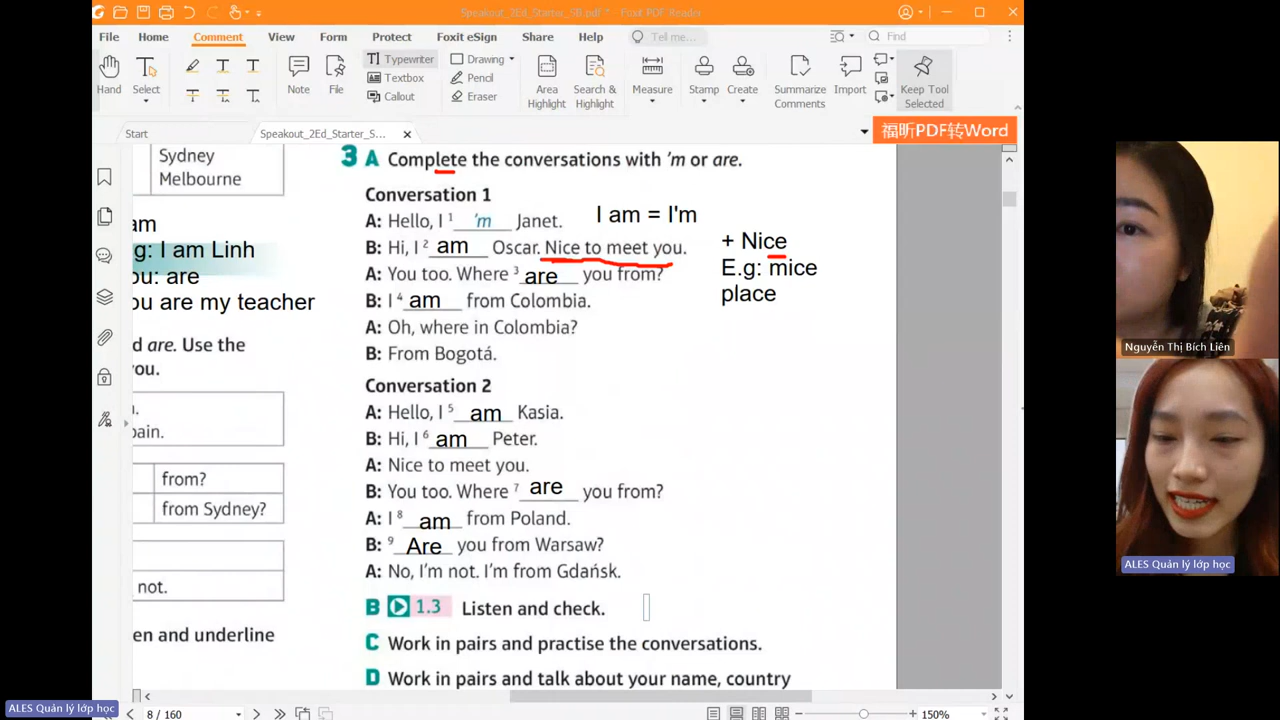 Speakout_2Ed_Starter_SB.pdf * - Foxit PDF Reader
File Home Comment View Form Protect Foxit eSign Share Help Tell me... Find
Hand Select Note File Typewriter Textbox Callout Drawing Pencil Eraser Area Highlight Search & Highlight Measure Stamp Create Summarize Comments Import Keep Tool Selected
Start Speakout_2Ed_Starter_S... 福昕PDF转Word
Sydney
Melbourne
am
g: I am Linh
ou: are
ou are my teacher
d are. Use the
you.
.
pain.
from?
from Sydney?
not.
en and underline
3 A Complete the conversations with 'm or are.
Conversation 1
A: Hello, I 1 'm Janet.
I am = I'm
B: Hi, I 2 am Oscar. Nice to meet you.
A: You too. Where 3 are you from?
B: I 4 am from Colombia.
A: Oh, where in Colombia?
B: From Bogotá.
+ Nice
E.g: mice
place
Conversation 2
A: Hello, I 5 am Kasia.
B: Hi, I 6 am Peter.
A: Nice to meet you.
B: You too. Where 7 are you from?
A: I 8 am from Poland.
B: 9 Are you from Warsaw?
A: No, I'm not. I'm from Gdańsk.
B 1.3 Listen and check.
C Work in pairs and practise the conversations.
D Work in pairs and talk about your name, country
Nguyễn Thị Bích Liên
ALES Quản lý lớp học
ALES Quản lý lớp học
8 / 160
150%